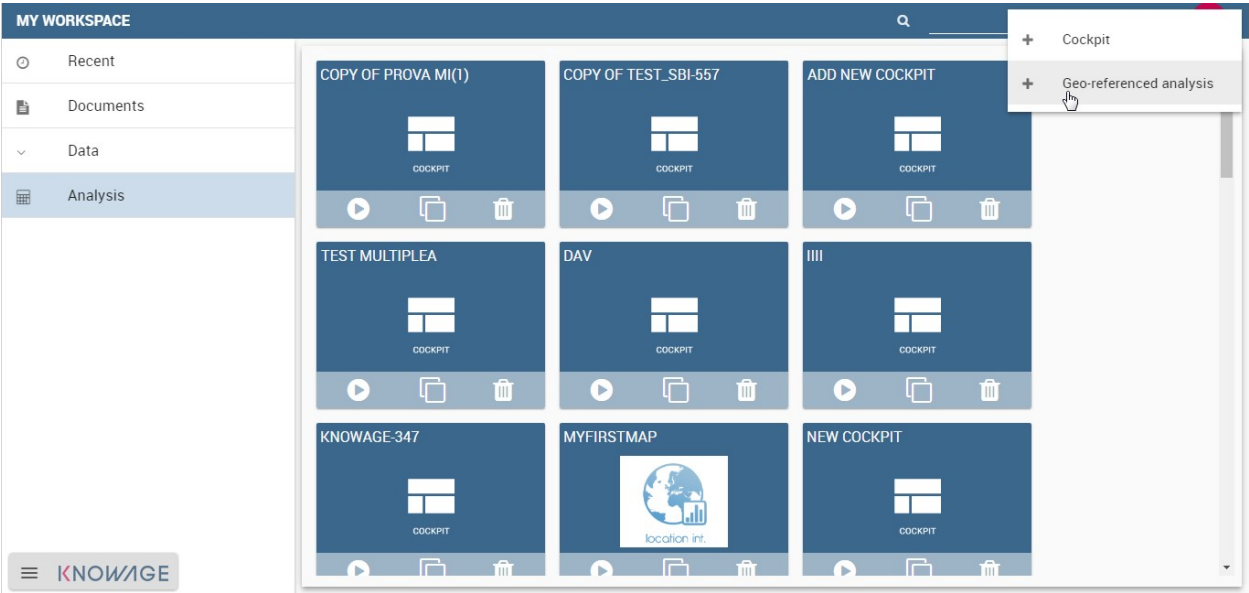 MY WORKSPACE
Cockpit
Geo-referenced analysis
Recent
Documents
Data
Analysis
COPY OF PROVA MI(1)
COCKPIT
COPY OF TEST_SBI-557
COCKPIT
ADD NEW COCKPIT
COCKPIT
TEST MULTIPLEA
COCKPIT
DAV
COCKPIT
IIII
COCKPIT
KNOWAGE-347
COCKPIT
MYFIRSTMAP
location int.
NEW COCKPIT
COCKPIT
KNOWAGE